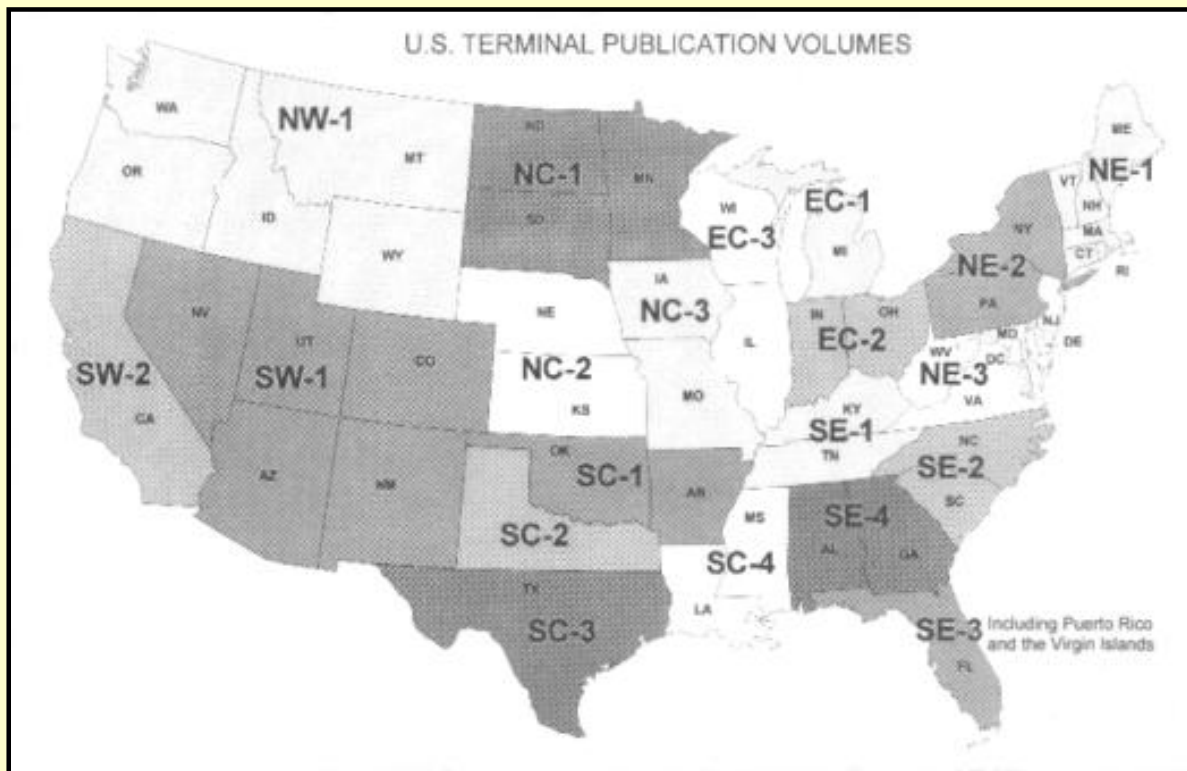 U.S. TERMINAL PUBLICATION VOLUMES
WA
NW-1
MT
OR
ID
WY
ND
NC-1
MN
SD
WI
EC-3
EC-1
MI
ME
NE-1
VT
NH
MA
CT
RI
NY
NE-2
PA
NJ
IA
NC-3
NE
NC-2
KS
IL
MO
IN
OH
EC-2
WV
MD
DC
DE
NE-3
VA
KY
SE-1
TN
NV
UT
CO
SW-2
SW-1
CA
AZ
NM
OK
SC-1
AR
SC-2
MS
SC-4
LA
NC
SE-2
SC
SE-4
AL
GA
TX
SC-3
SE-3
Including Puerto Rico
and the Virgin Islands
FL